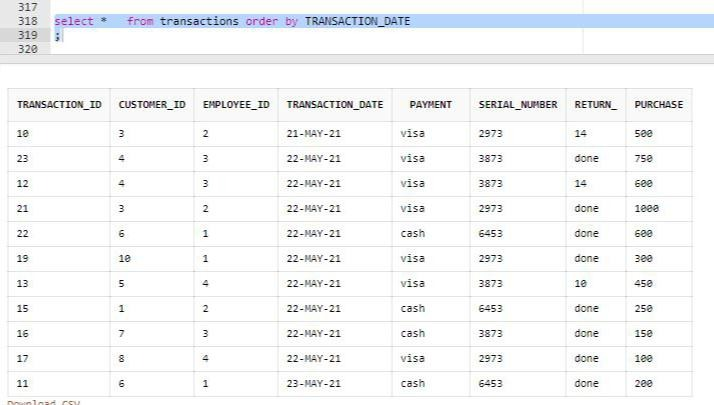 317
318 select * from transactions order by TRANSACTION_DATE
319 ;
320
TRANSACTION_ID CUSTOMER_ID EMPLOYEE_ID TRANSACTION_DATE PAYMENT SERIAL_NUMBER RETURN_ PURCHASE
10 3 2 21-MAY-21 visa 2973 14 500
23 4 3 22-MAY-21 visa 3873 done 750
12 4 3 22-MAY-21 visa 3873 14 600
21 3 2 22-MAY-21 visa 2973 done 1000
22 6 1 22-MAY-21 cash 6453 done 600
19 10 1 22-MAY-21 visa 2973 done 300
13 5 4 22-MAY-21 visa 3873 10 450
15 1 2 22-MAY-21 cash 6453 done 250
16 7 3 22-MAY-21 cash 3873 done 150
17 8 4 22-MAY-21 visa 2973 done 100
11 6 1 23-MAY-21 cash 6453 done 200
Download CSV